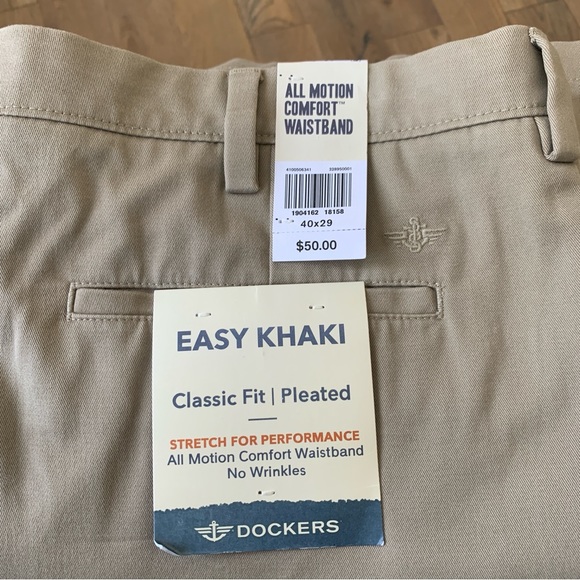 ALL MOTION
COMFORT™
WAISTBAND
1904162 18158
40x29
$50.00
EASY KHAKI
Classic Fit | Pleated
STRETCH FOR PERFORMANCE
All Motion Comfort Waistband
No Wrinkles
DOCKERS